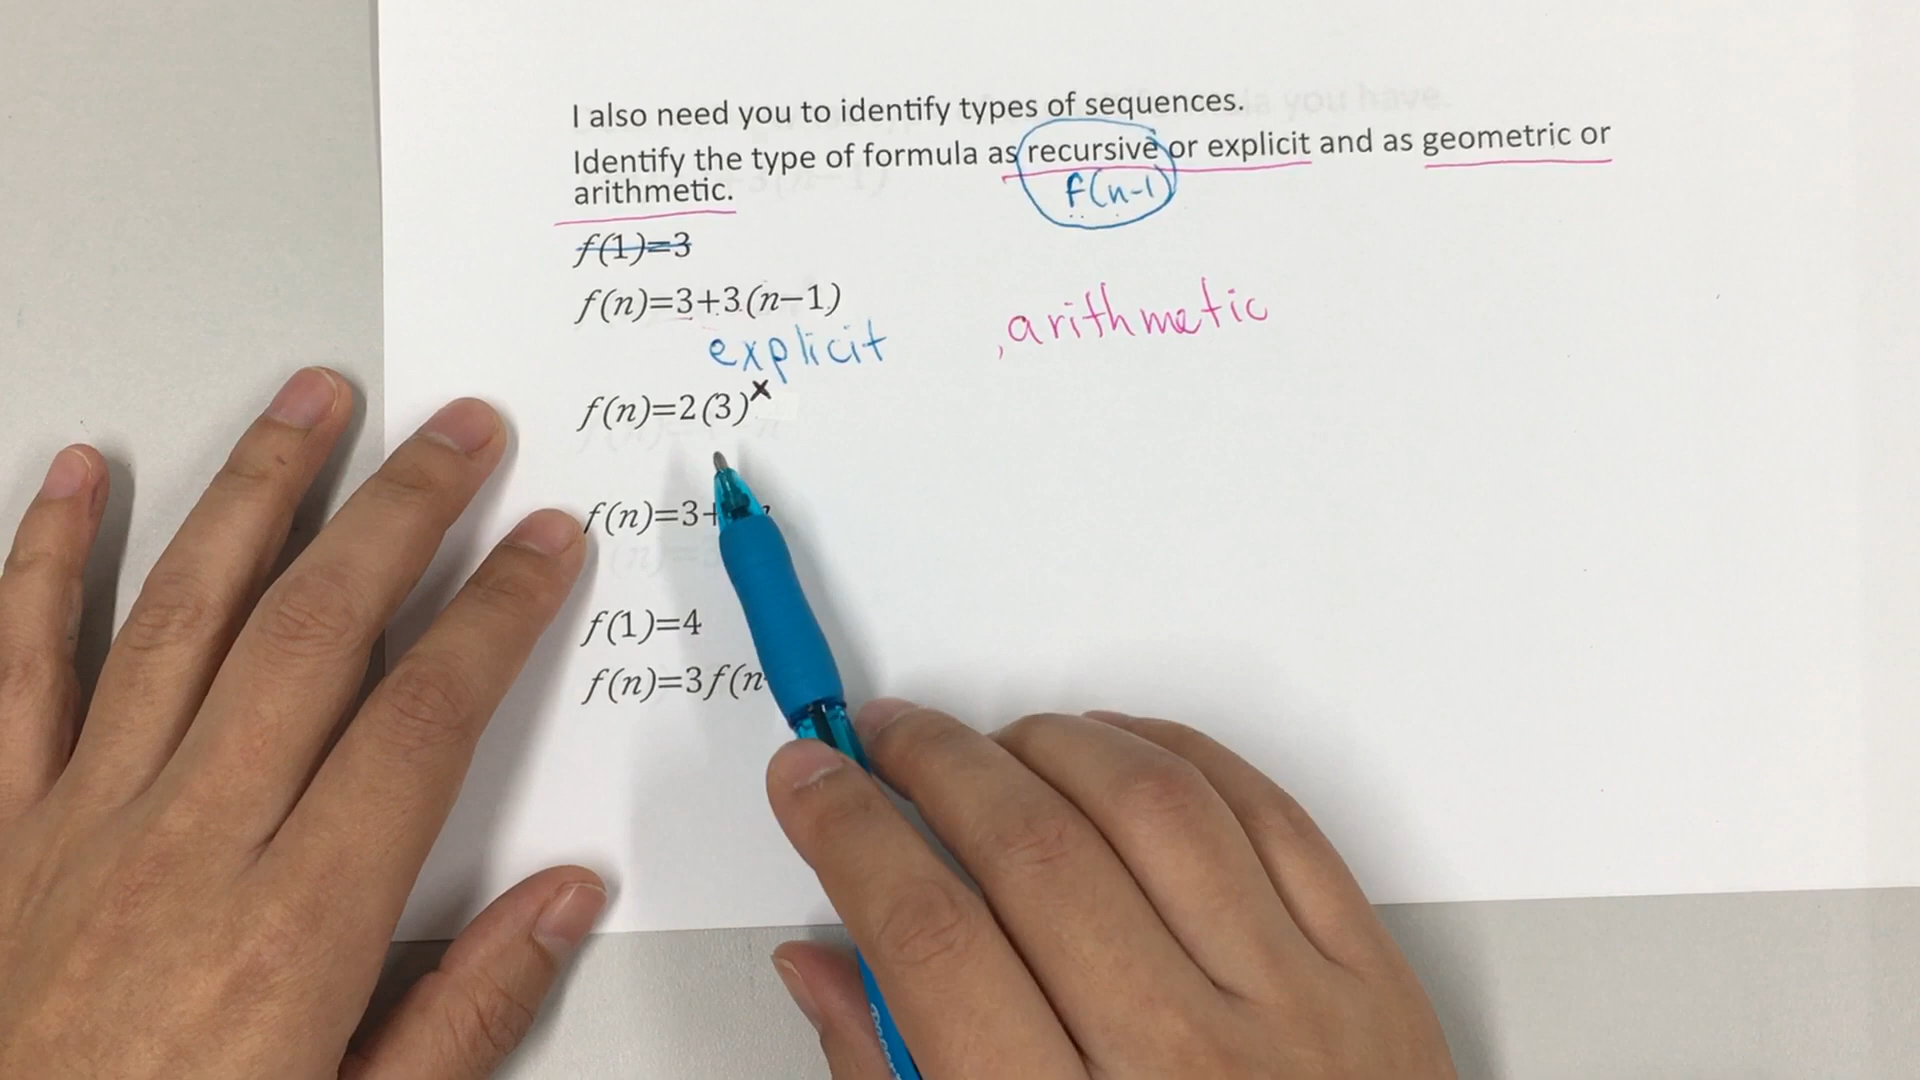 I also need you to identify types of sequences.
Identify the type of formula as recursive or explicit and as geometric or
arithmetic.
f(n-1)
f(1)=3
f(n)=3+3(n−1)
explicit , arithmetic
f(n)=2(3)^x
f(n)=3+
f(1)=4
f(n)=3f(n